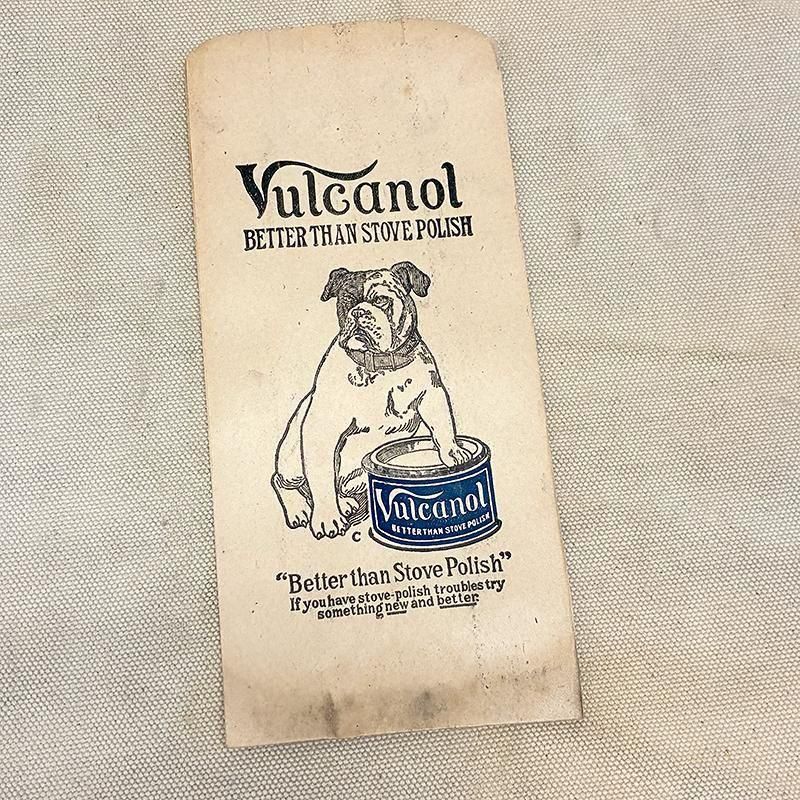 Vulcanol
BETTER THAN STOVE POLISH
Vulcanol
BETTER THAN STOVE POLISH
C
"Better than Stove Polish"
If you have stove-polish troubles try
something new and better.